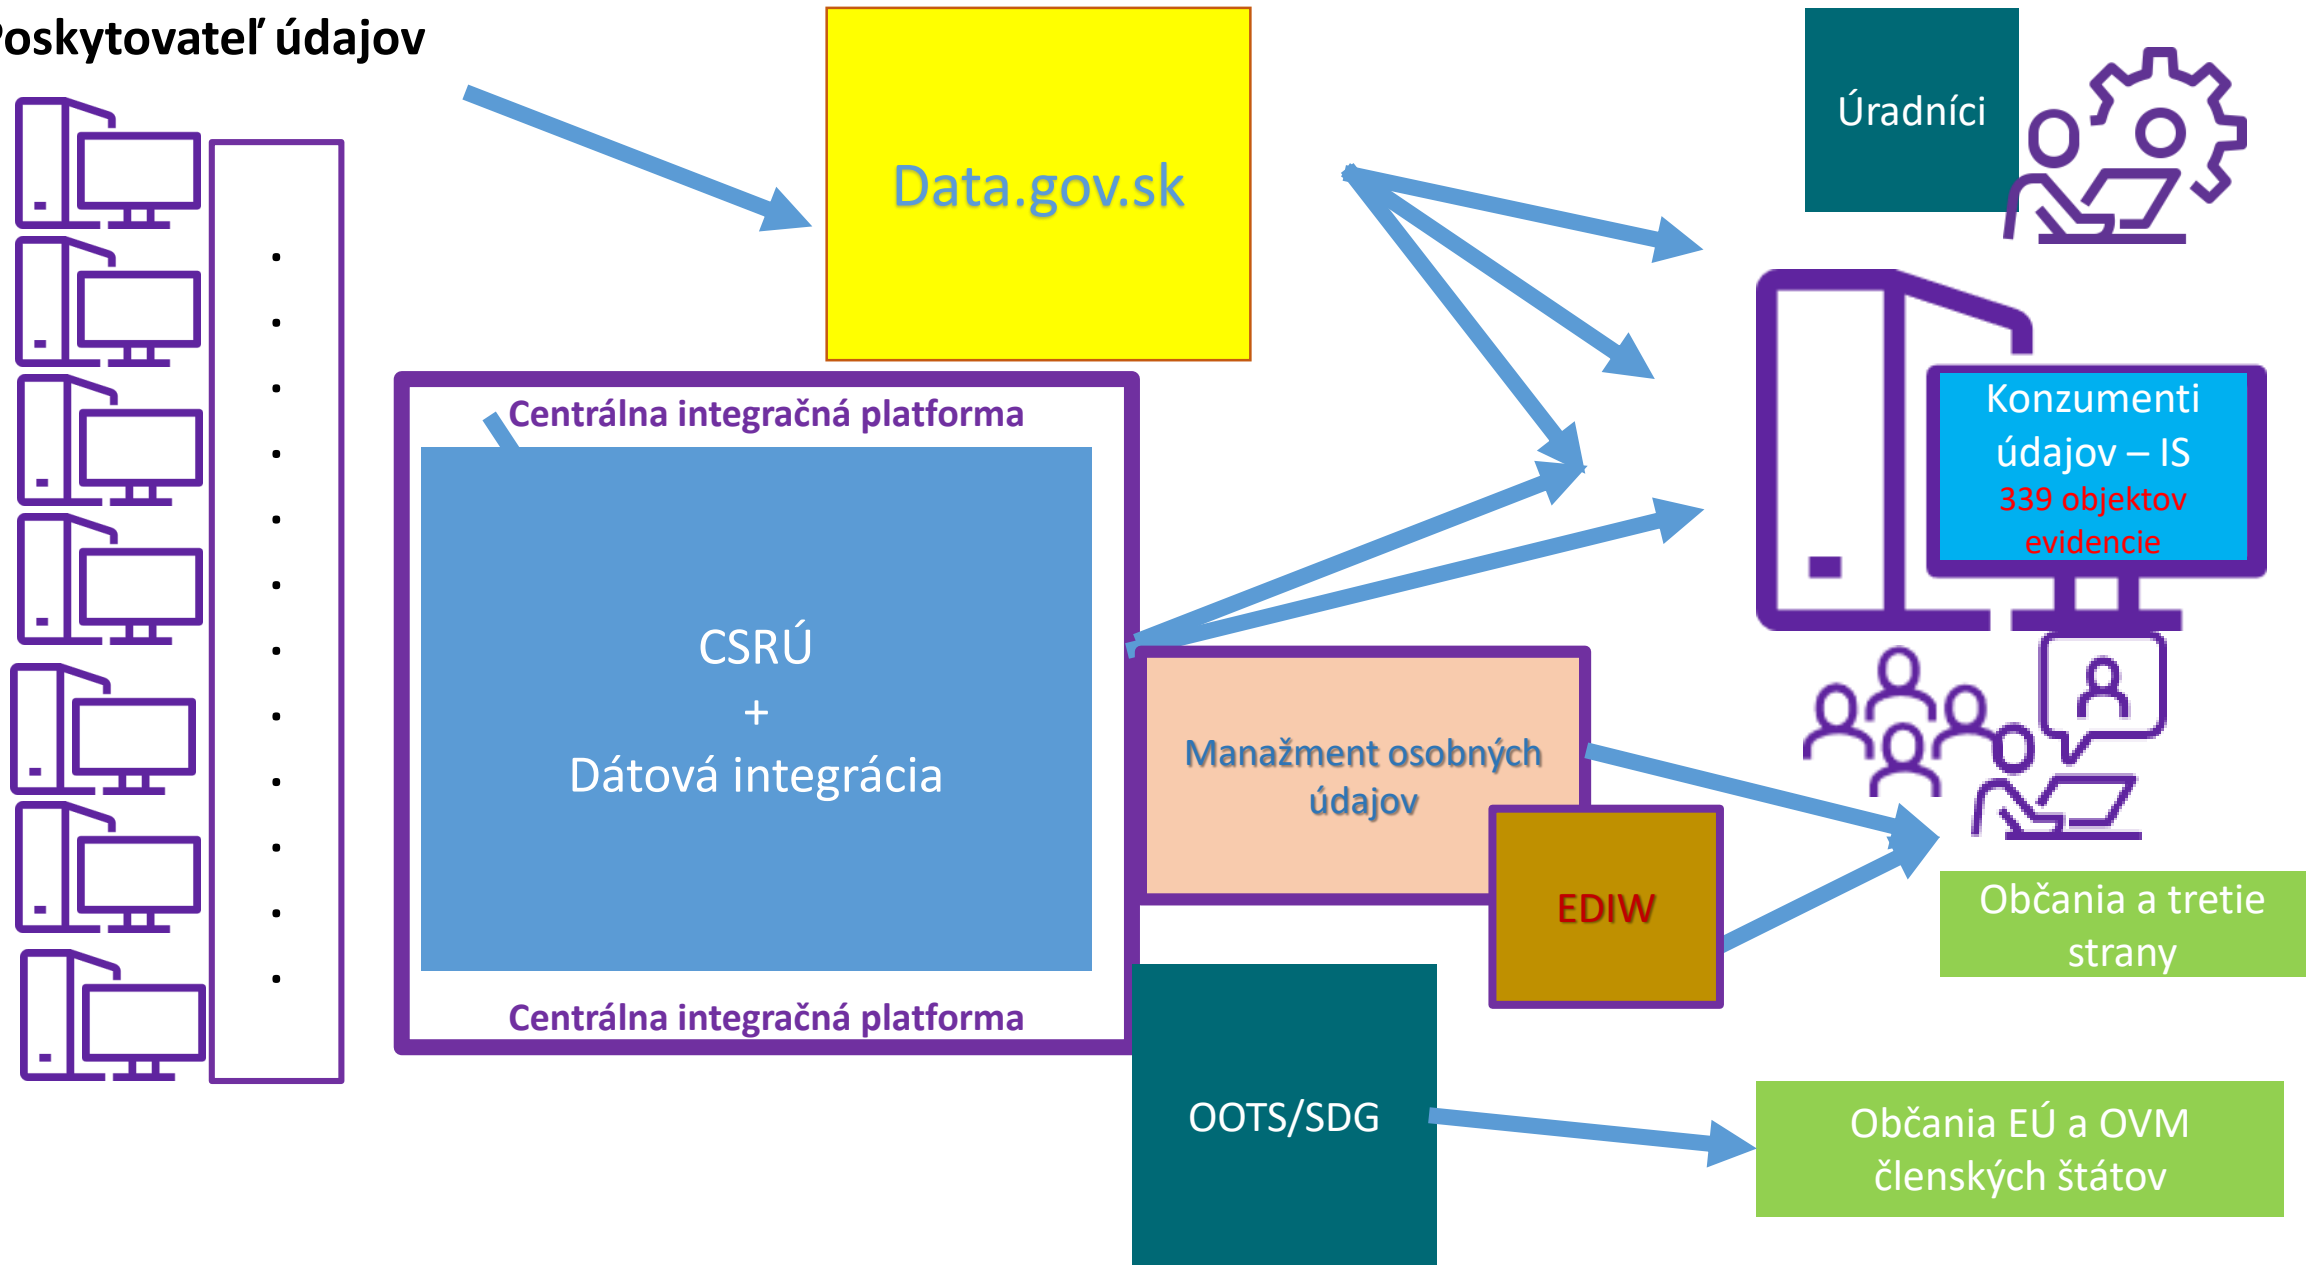 Poskytovateľ údajov
Data.gov.sk
Úradníci
Centrálna integračná platforma
CSRÚ
+
Dátová integrácia
Centrálna integračná platforma
Konzumenti
údajov – IS
339 objektov
evidencie
Manažment osobných
údajov
EDIW
Občania a tretie
strany
OOTS/SDG
Občania EÚ a OVM
členských štátov